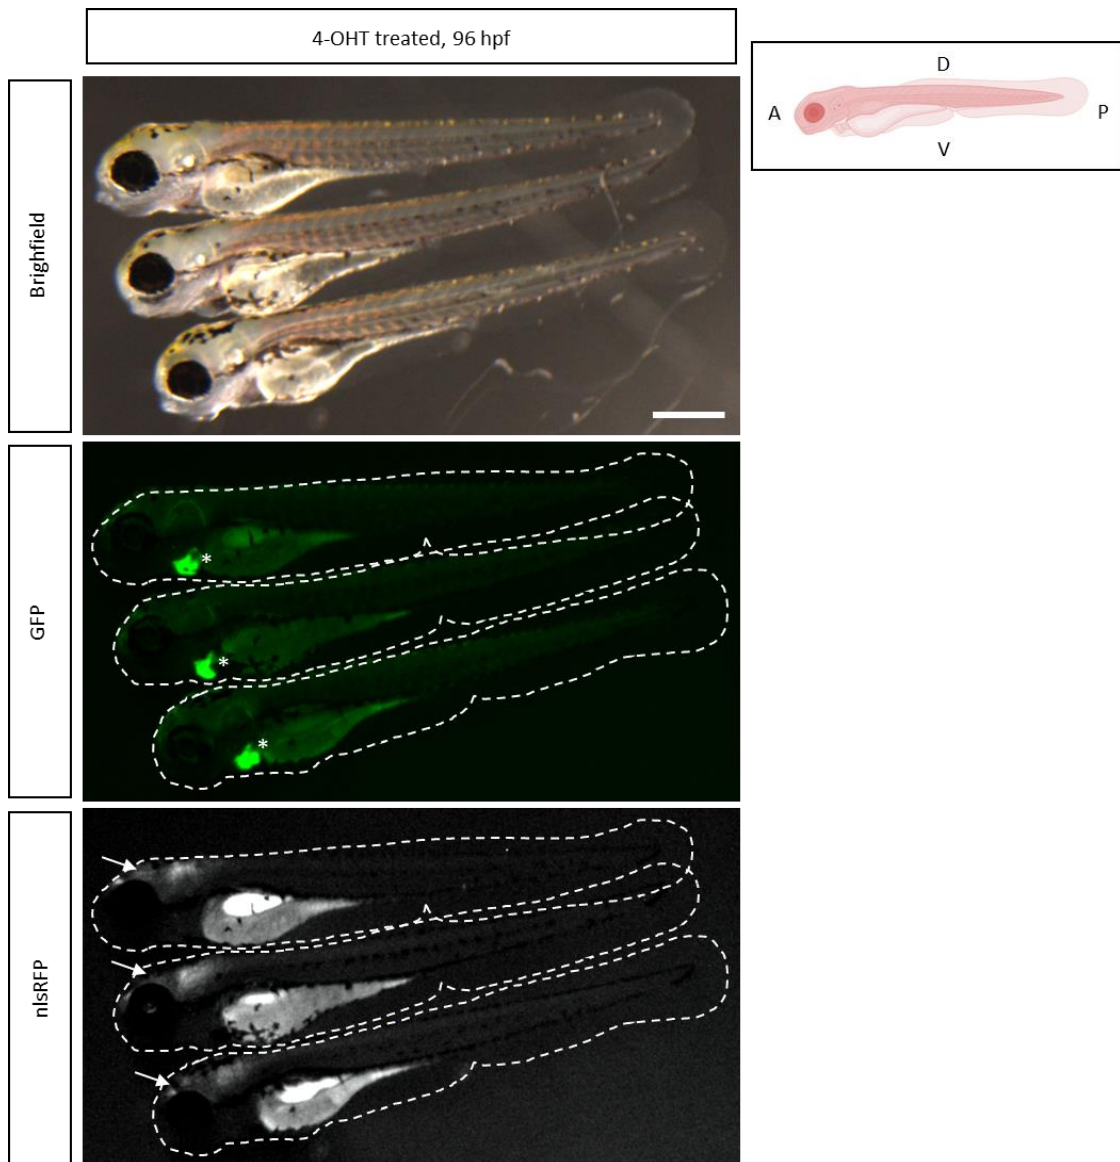 4-OHT treated, 96 hpf
D
A
P
V
Brighfield
GFP
*
*
*
nlsRFP